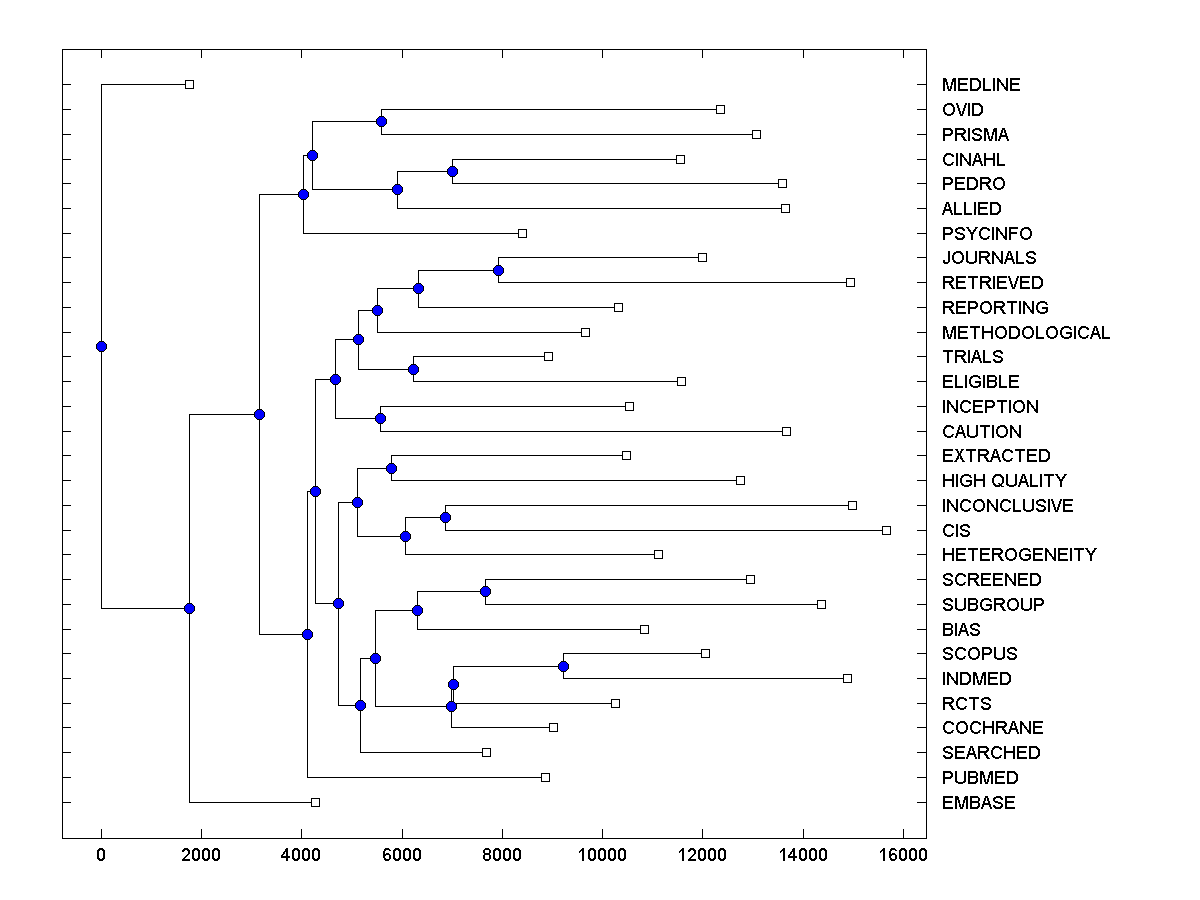 MEDLINE
OVID
PRISMA
CINAHL
PEDRO
ALLIED
PSYCINFO
JOURNALS
RETRIEVED
REPORTING
METHODOLOGICAL
TRIALS
ELIGIBLE
INCEPTION
CAUTION
EXTRACTED
HIGH QUALITY
INCONCLUSIVE
CIS
HETEROGENEITY
SCREENED
SUBGROUP
BIAS
SCOPUS
INDMED
RCTS
COCHRANE
SEARCHED
PUBMED
EMBASE
0 2000 4000 6000 8000 10000 12000 14000 16000